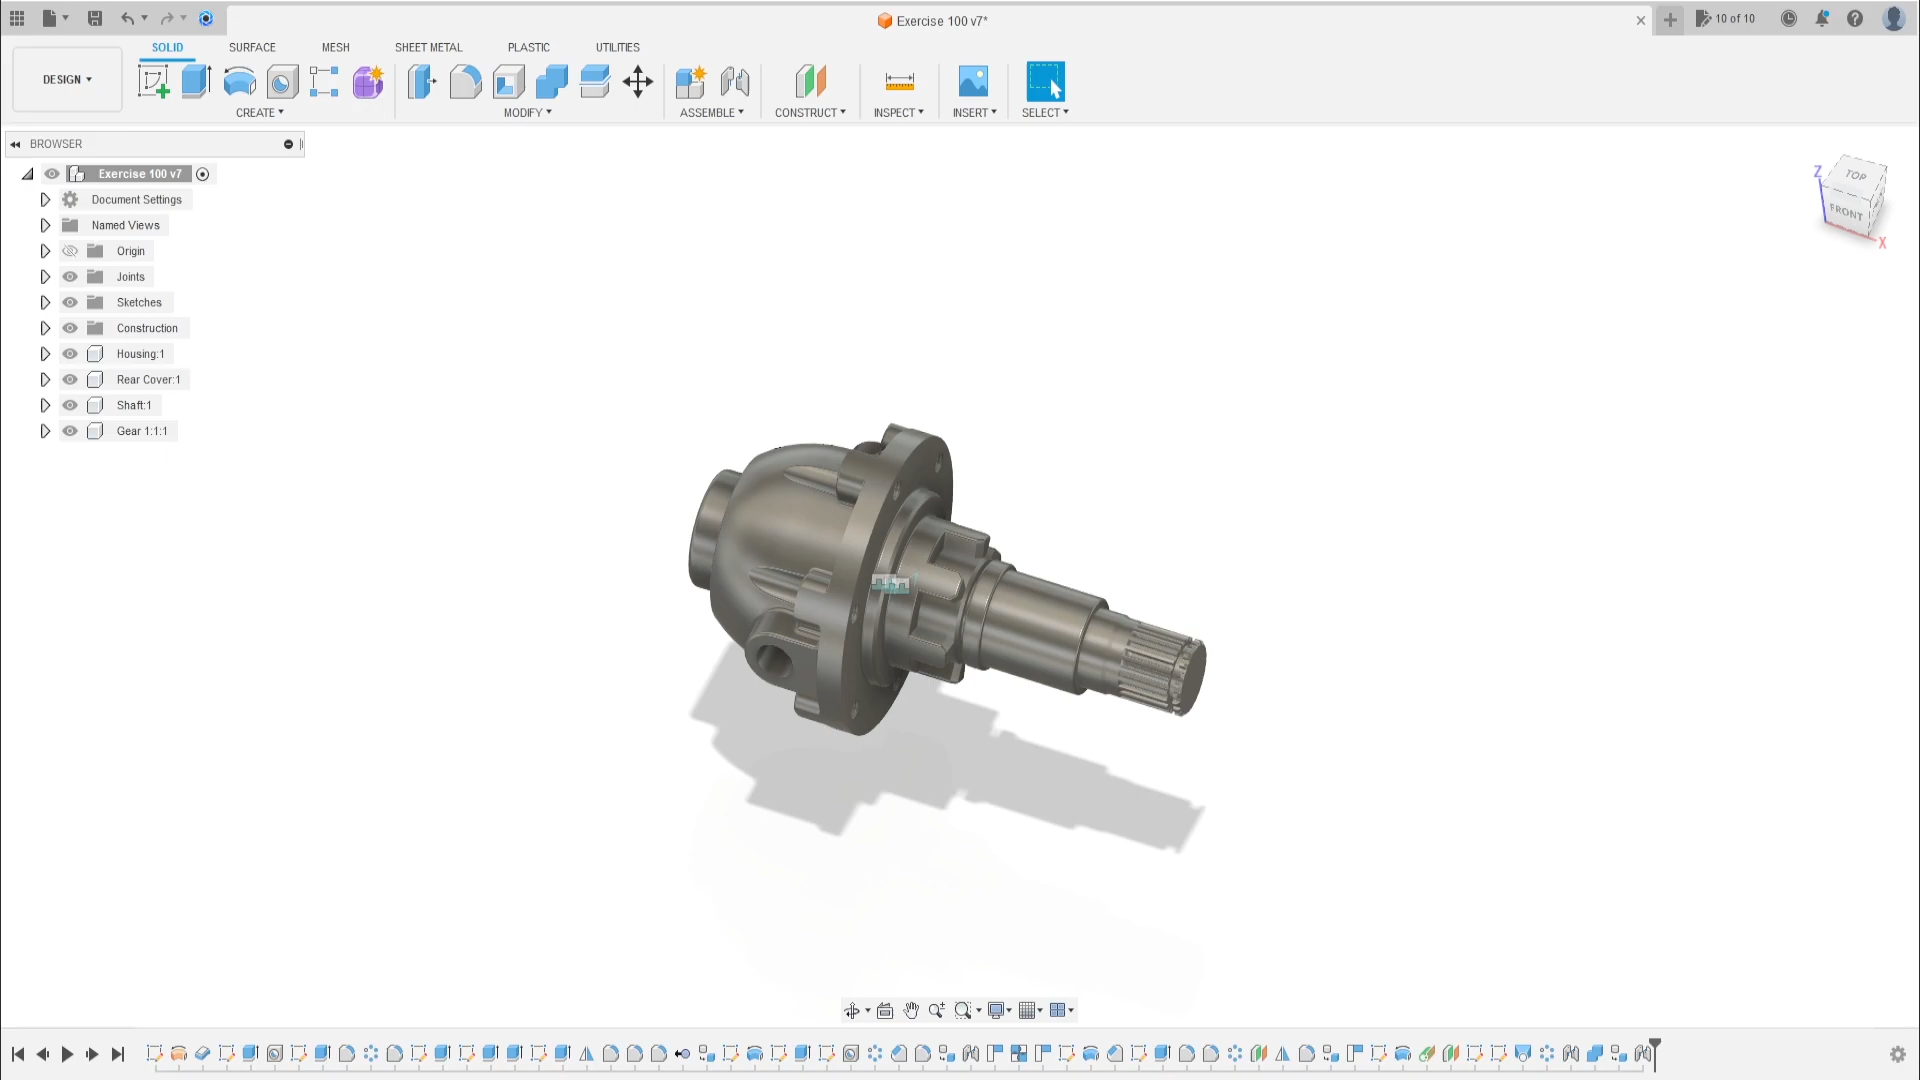 Exercise 100 v7*
10 of 10
DESIGN
SOLID
SURFACE
MESH
SHEET METAL
PLASTIC
UTILITIES
CREATE
MODIFY
ASSEMBLE
CONSTRUCT
INSPECT
INSERT
SELECT
BROWSER
Exercise 100 v7
Document Settings
Named Views
Origin
Joints
Sketches
Construction
Housing:1
Rear Cover:1
Shaft:1
Gear 1:1:1
Z
TOP
FRONT
X